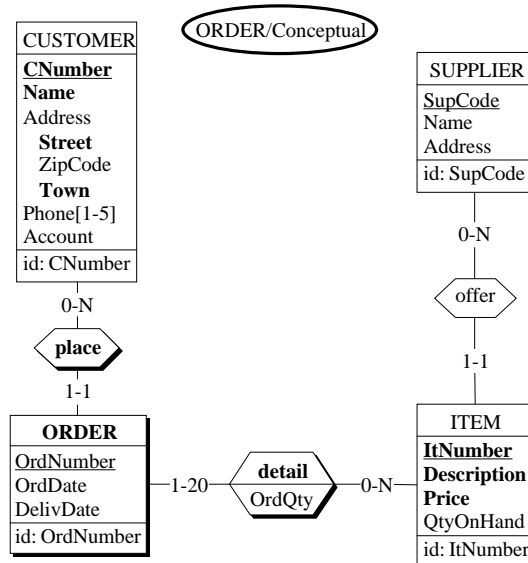 ORDER/Conceptual
CUSTOMER
CNumber
Name
Address
Street
ZipCode
Town
Phone[1-5]
Account
id: CNumber
0-N
place
1-1
ORDER
OrdNumber
OrdDate
DelivDate
id: OrdNumber
1-20
detail
OrdQty
0-N
SUPPLIER
SupCode
Name
Address
id: SupCode
0-N
offer
1-1
ITEM
ItNumber
Description
Price
QtyOnHand
id: ItNumber